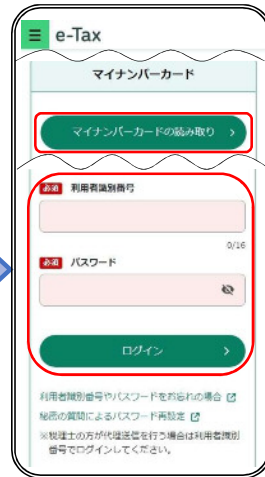 e-Tax
マイナンバーカード
マイナンバーカードの読み取り
必須 利用者識別番号
0/16
必須 パスワード
ログイン
利用者識別番号やパスワードをお忘れの場合
秘密の質問によるパスワード再設定
※税理士の方が代理送信を行う場合は利用者識別
番号でログインしてください。